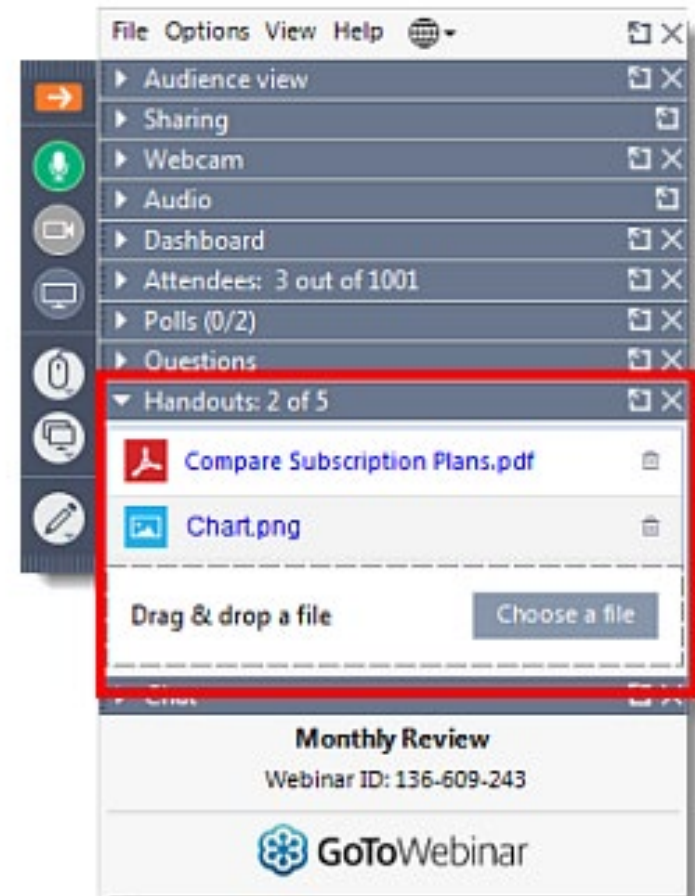 File Options View Help
Audience view
Sharing
Webcam
Audio
Dashboard
Attendees: 3 out of 1001
Polls (0/2)
Questions
Handouts: 2 of 5
Compare Subscription Plans.pdf
Chart.png
Drag & drop a file Choose a file
Chat
Monthly Review
Webinar ID: 136-609-243
GoToWebinar